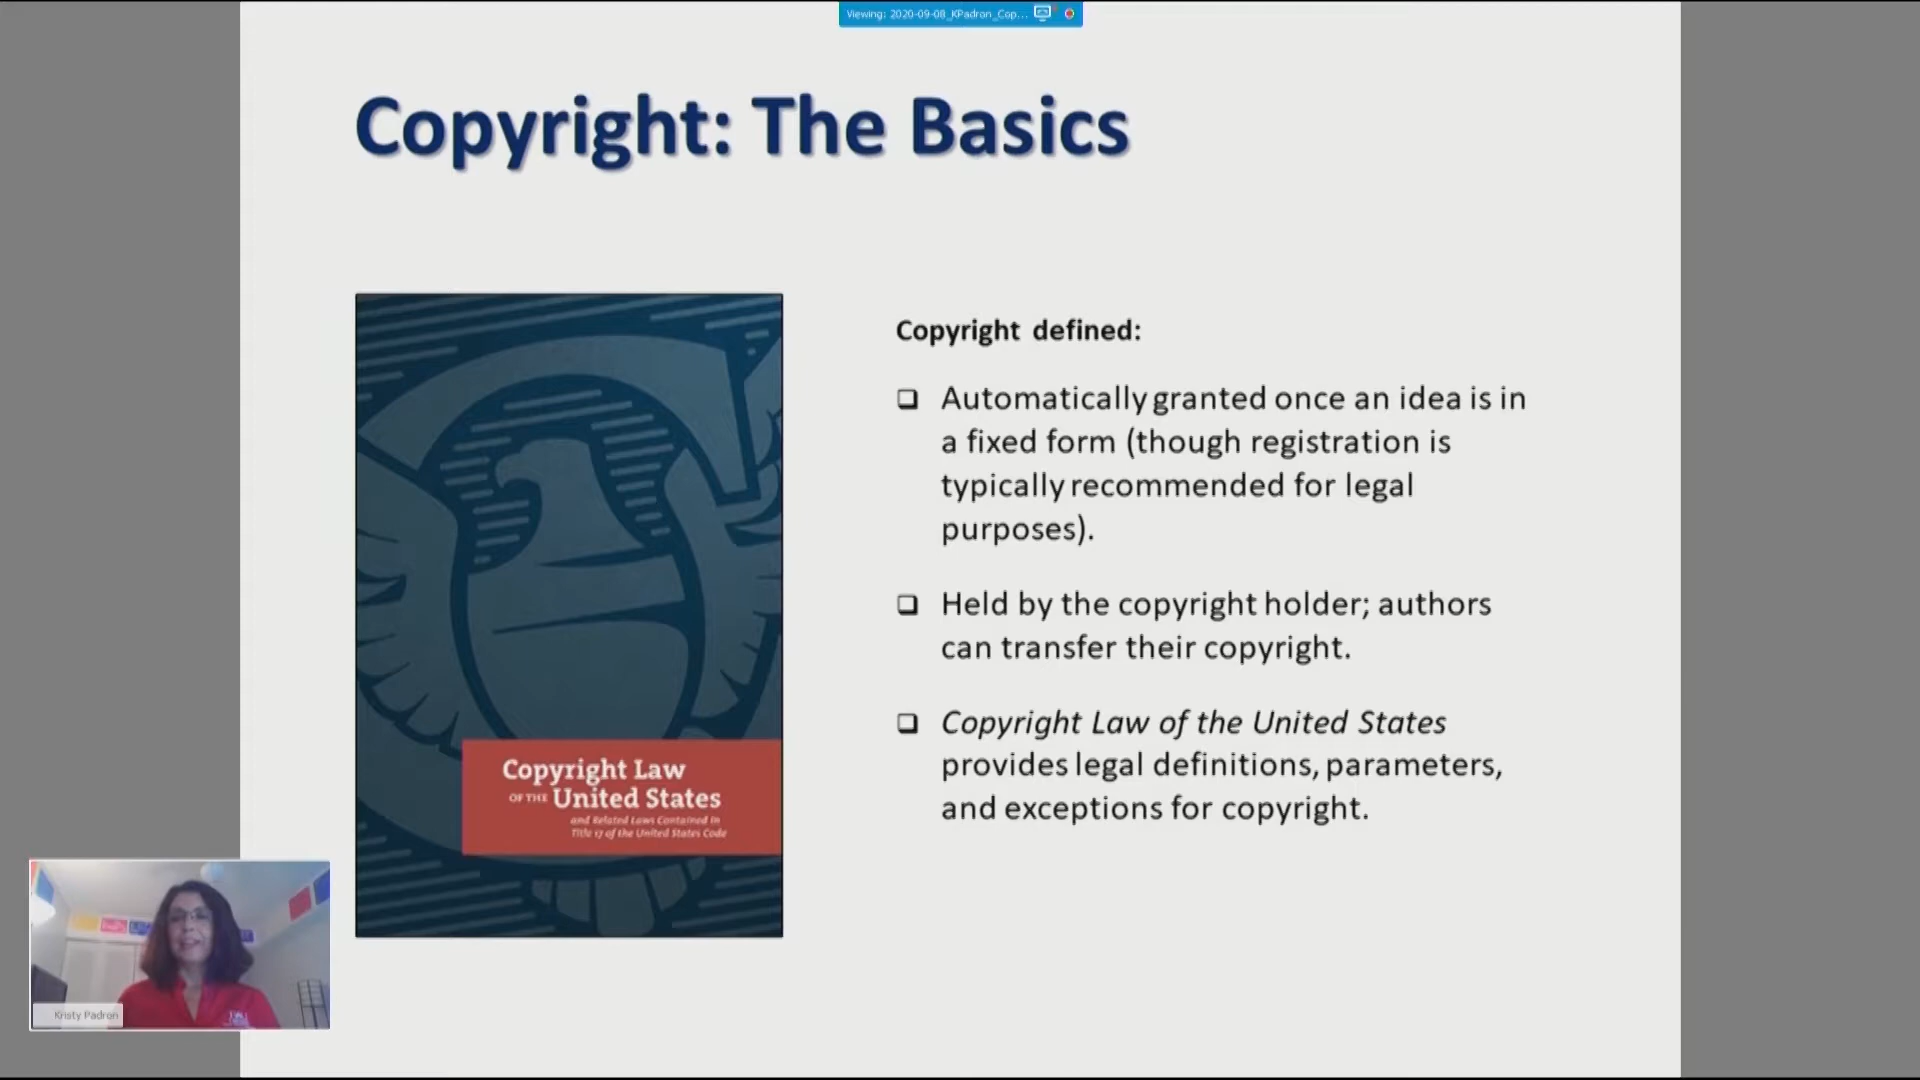 Viewing: 2020-09-08_KPadron_Cop...
Copyright: The Basics
Copyright defined:
Automatically granted once an idea is in
a fixed form (though registration is
typically recommended for legal
purposes).
Held by the copyright holder; authors
can transfer their copyright.
Copyright Law of the United States
provides legal definitions, parameters,
and exceptions for copyright.
Copyright Law
OF THE United States
and Related Laws Contained in
Title 17 of the United States Code
Kristy Padron